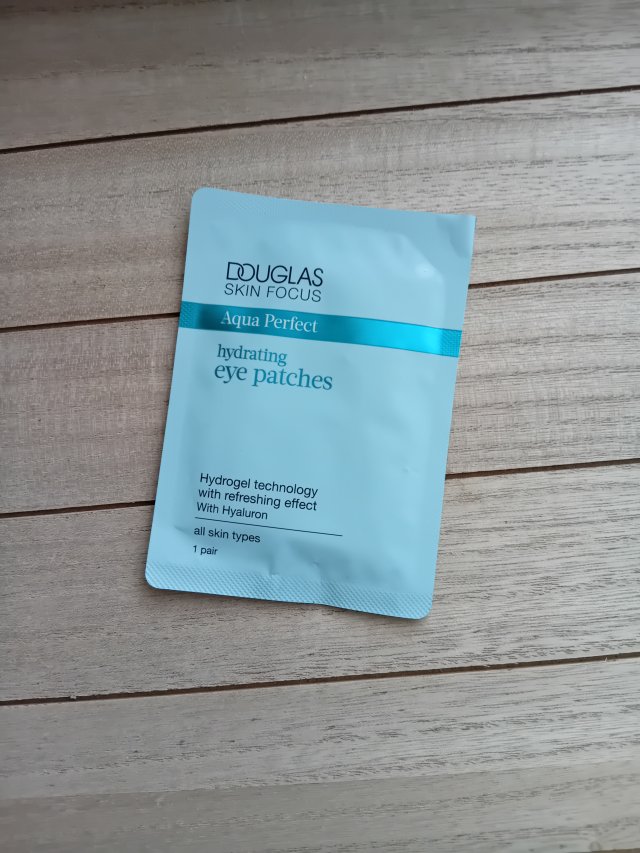 DOUGLAS
SKIN FOCUS
Aqua Perfect
hydrating
eye patches
Hydrogel technology
with refreshing effect
With Hyaluron
all skin types
1 pair